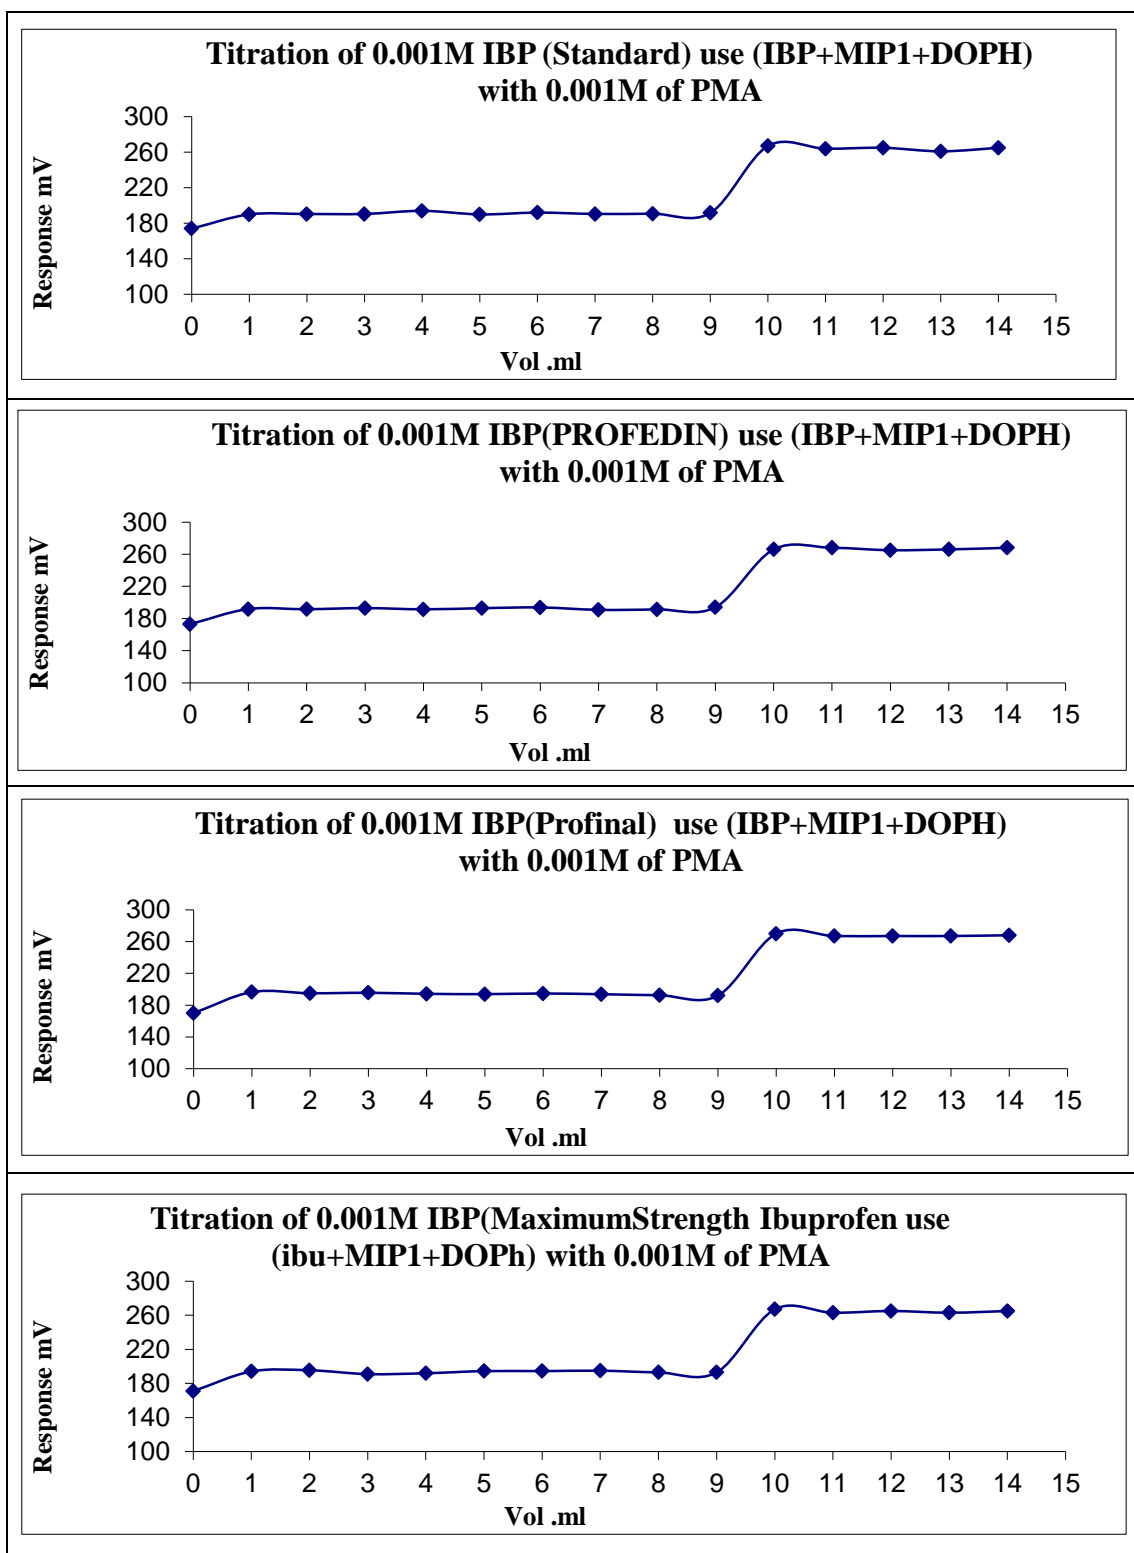 Titration of 0.001M IBP (Standard) use (IBP+MIP1+DOPH)
with 0.001M of PMA
Response mV
300
260
220
180
140
100
0 1 2 3 4 5 6 7 8 9 10 11 12 13 14 15
Vol .ml
Titration of 0.001M IBP(PROFEDIN) use (IBP+MIP1+DOPH)
with 0.001M of PMA
Response mV
300
260
220
180
140
100
0 1 2 3 4 5 6 7 8 9 10 11 12 13 14 15
Vol .ml
Titration of 0.001M IBP(Profinal) use (IBP+MIP1+DOPH)
with 0.001M of PMA
Response mV
300
260
220
180
140
100
0 1 2 3 4 5 6 7 8 9 10 11 12 13 14 15
Vol .ml
Titration of 0.001M IBP(MaximumStrength Ibuprofen use
(ibu+MIP1+DOPh) with 0.001M of PMA
Response mV
300
260
220
180
140
100
0 1 2 3 4 5 6 7 8 9 10 11 12 13 14 15
Vol .ml